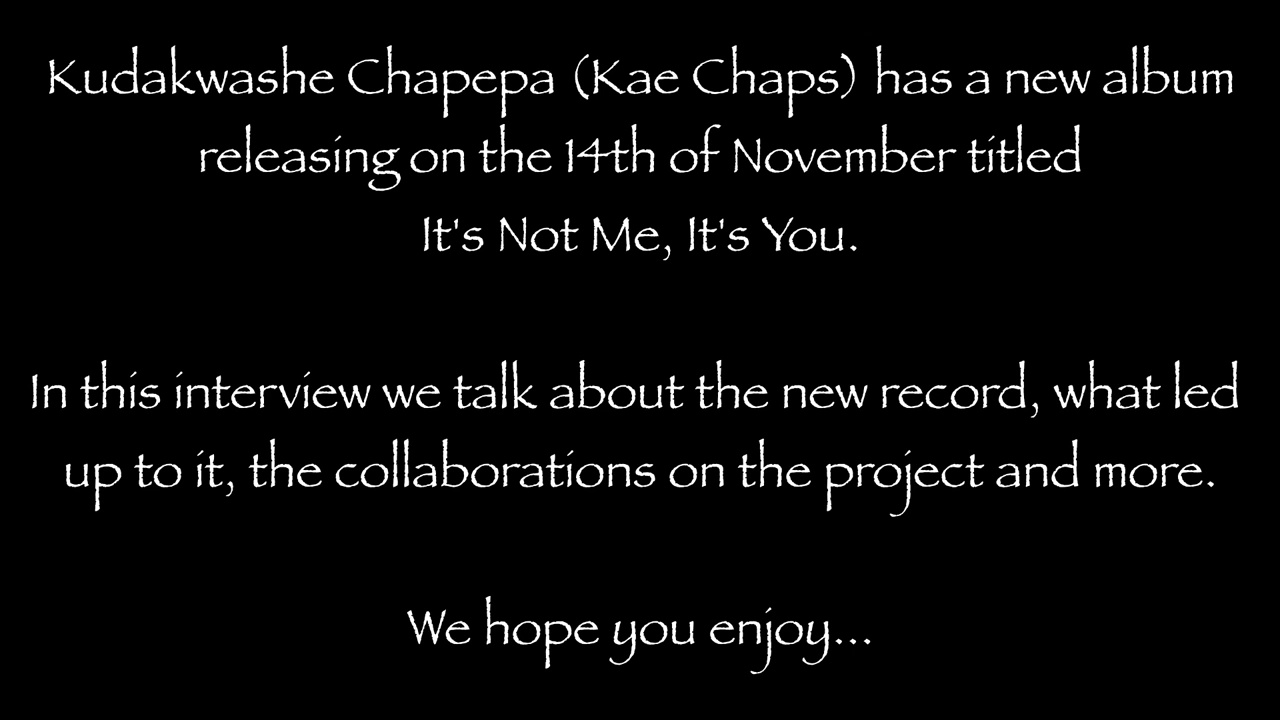 Kudakwashe Chapepa (Kae Chaps) has a new album
releasing on the 14th of November titled
It's Not Me, It's You.
In this interview we talk about the new record, what led
up to it, the collaborations on the project and more.
We hope you enjoy...